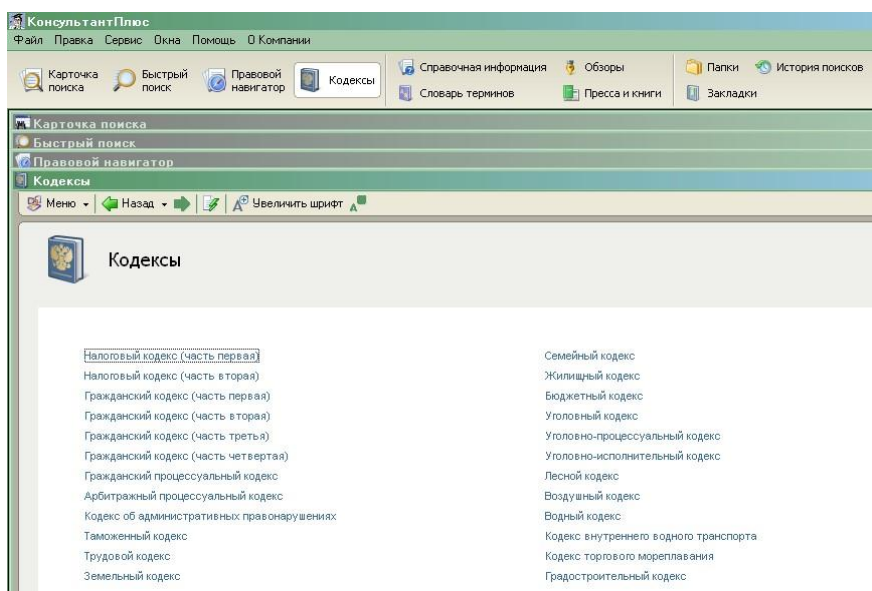 КонсультантПлюс
Файл Правка Сервис Окна Помощь О Компании
Карточка поиска
Быстрый поиск
Правовой навигатор
Кодексы
Справочная информация
Обзоры
Папки
История поисков
Словарь терминов
Пресса и книги
Закладки
Карточка поиска
Быстрый поиск
Правовой навигатор
Кодексы
Меню Назад Увеличить шрифт
Кодексы
Налоговый кодекс (часть первая)
Налоговый кодекс (часть вторая)
Гражданский кодекс (часть первая)
Гражданский кодекс (часть вторая)
Гражданский кодекс (часть третья)
Гражданский кодекс (часть четвертая)
Гражданский процессуальный кодекс
Арбитражный процессуальный кодекс
Кодекс об административных правонарушениях
Таможенный кодекс
Трудовой кодекс
Земельный кодекс
Семейный кодекс
Жилищный кодекс
Бюджетный кодекс
Уголовный кодекс
Уголовно-процессуальный кодекс
Уголовно-исполнительный кодекс
Лесной кодекс
Воздушный кодекс
Водный кодекс
Кодекс внутреннего водного транспорта
Кодекс торгового мореплавания
Градостроительный кодекс